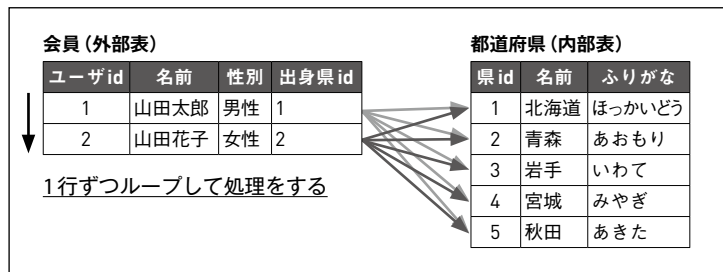 会員（外部表）
ユーザid 名前 性別 出身県id
1 山田太郎 男性 1
2 山田花子 女性 2
1行ずつループして処理をする
都道府県（内部表）
県id 名前 ふりがな
1 北海道 ほっかいどう
2 青森 あおもり
3 岩手 いわて
4 宮城 みやぎ
5 秋田 あきた